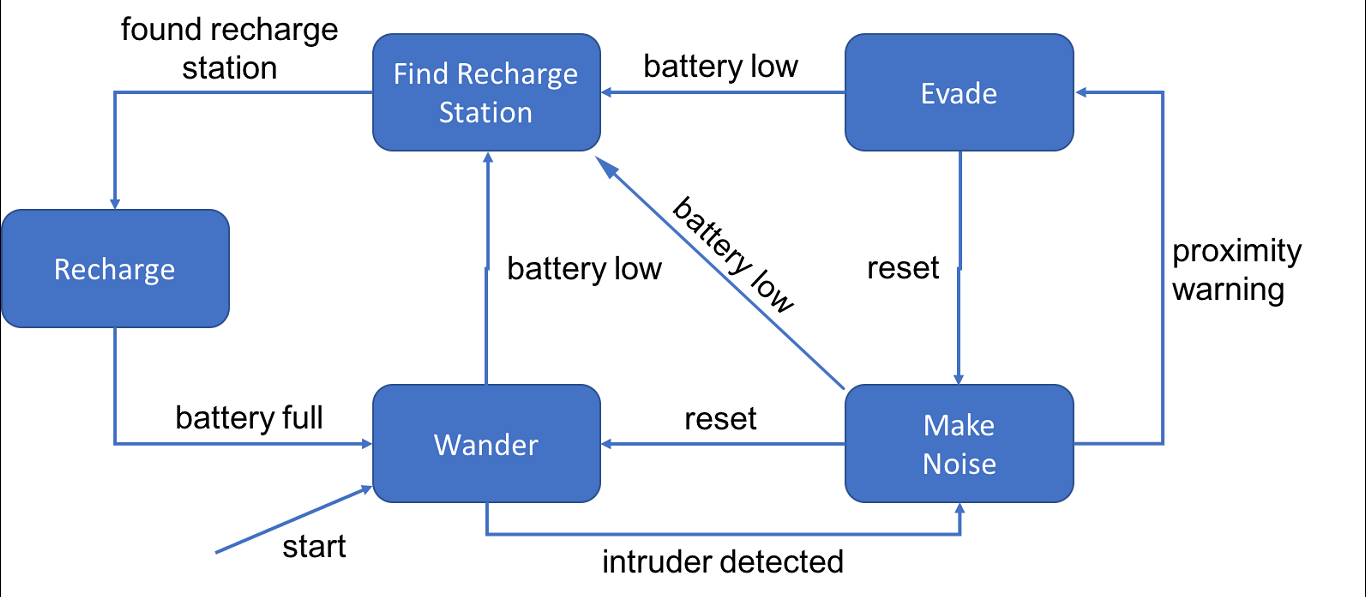 found recharge
station
Find Recharge
Station
battery low
Evade
Recharge
battery low
battery low
reset
proximity
warning
battery full
Wander
reset
Make
Noise
start
intruder detected